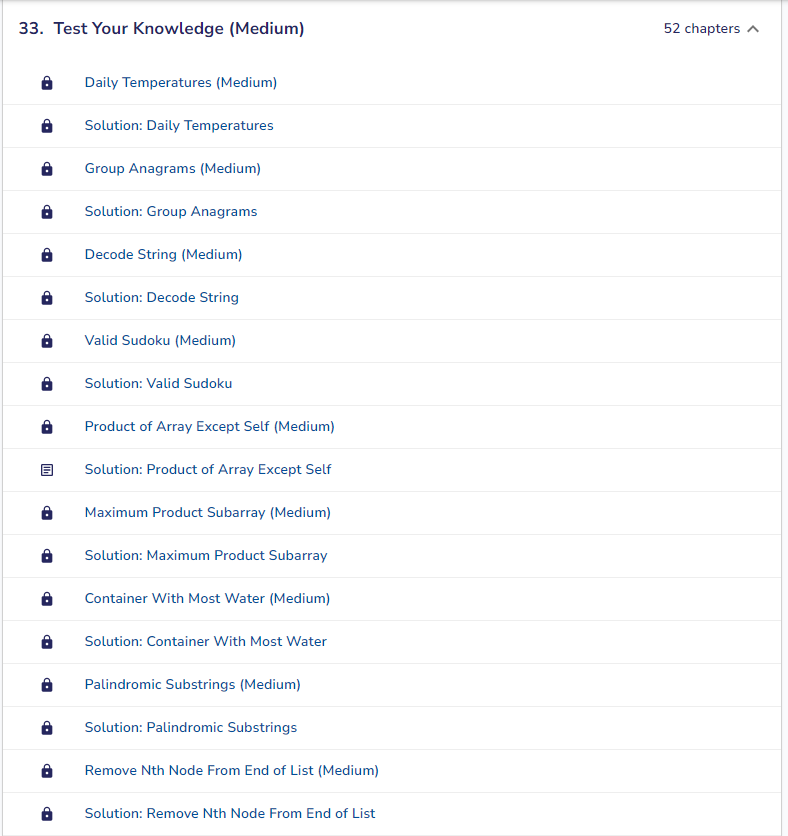 33. Test Your Knowledge (Medium) 52 chapters
Daily Temperatures (Medium)
Solution: Daily Temperatures
Group Anagrams (Medium)
Solution: Group Anagrams
Decode String (Medium)
Solution: Decode String
Valid Sudoku (Medium)
Solution: Valid Sudoku
Product of Array Except Self (Medium)
Solution: Product of Array Except Self
Maximum Product Subarray (Medium)
Solution: Maximum Product Subarray
Container With Most Water (Medium)
Solution: Container With Most Water
Palindromic Substrings (Medium)
Solution: Palindromic Substrings
Remove Nth Node From End of List (Medium)
Solution: Remove Nth Node From End of List